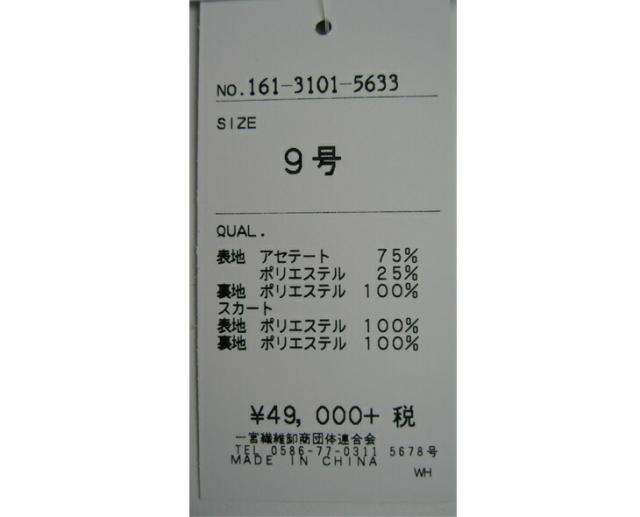 NO.161-3101-5633
SIZE
9号
QUAL.
表地 アセテート 75%
ポリエステル 25%
裏地 ポリエステル 100%
スカート
表地 ポリエステル 100%
裏地 ポリエステル 100%
¥49,000+ 税
一宮繊維卸商団体連合会
TEL 0586-77-0311 5678号
MADE IN CHINA
WH